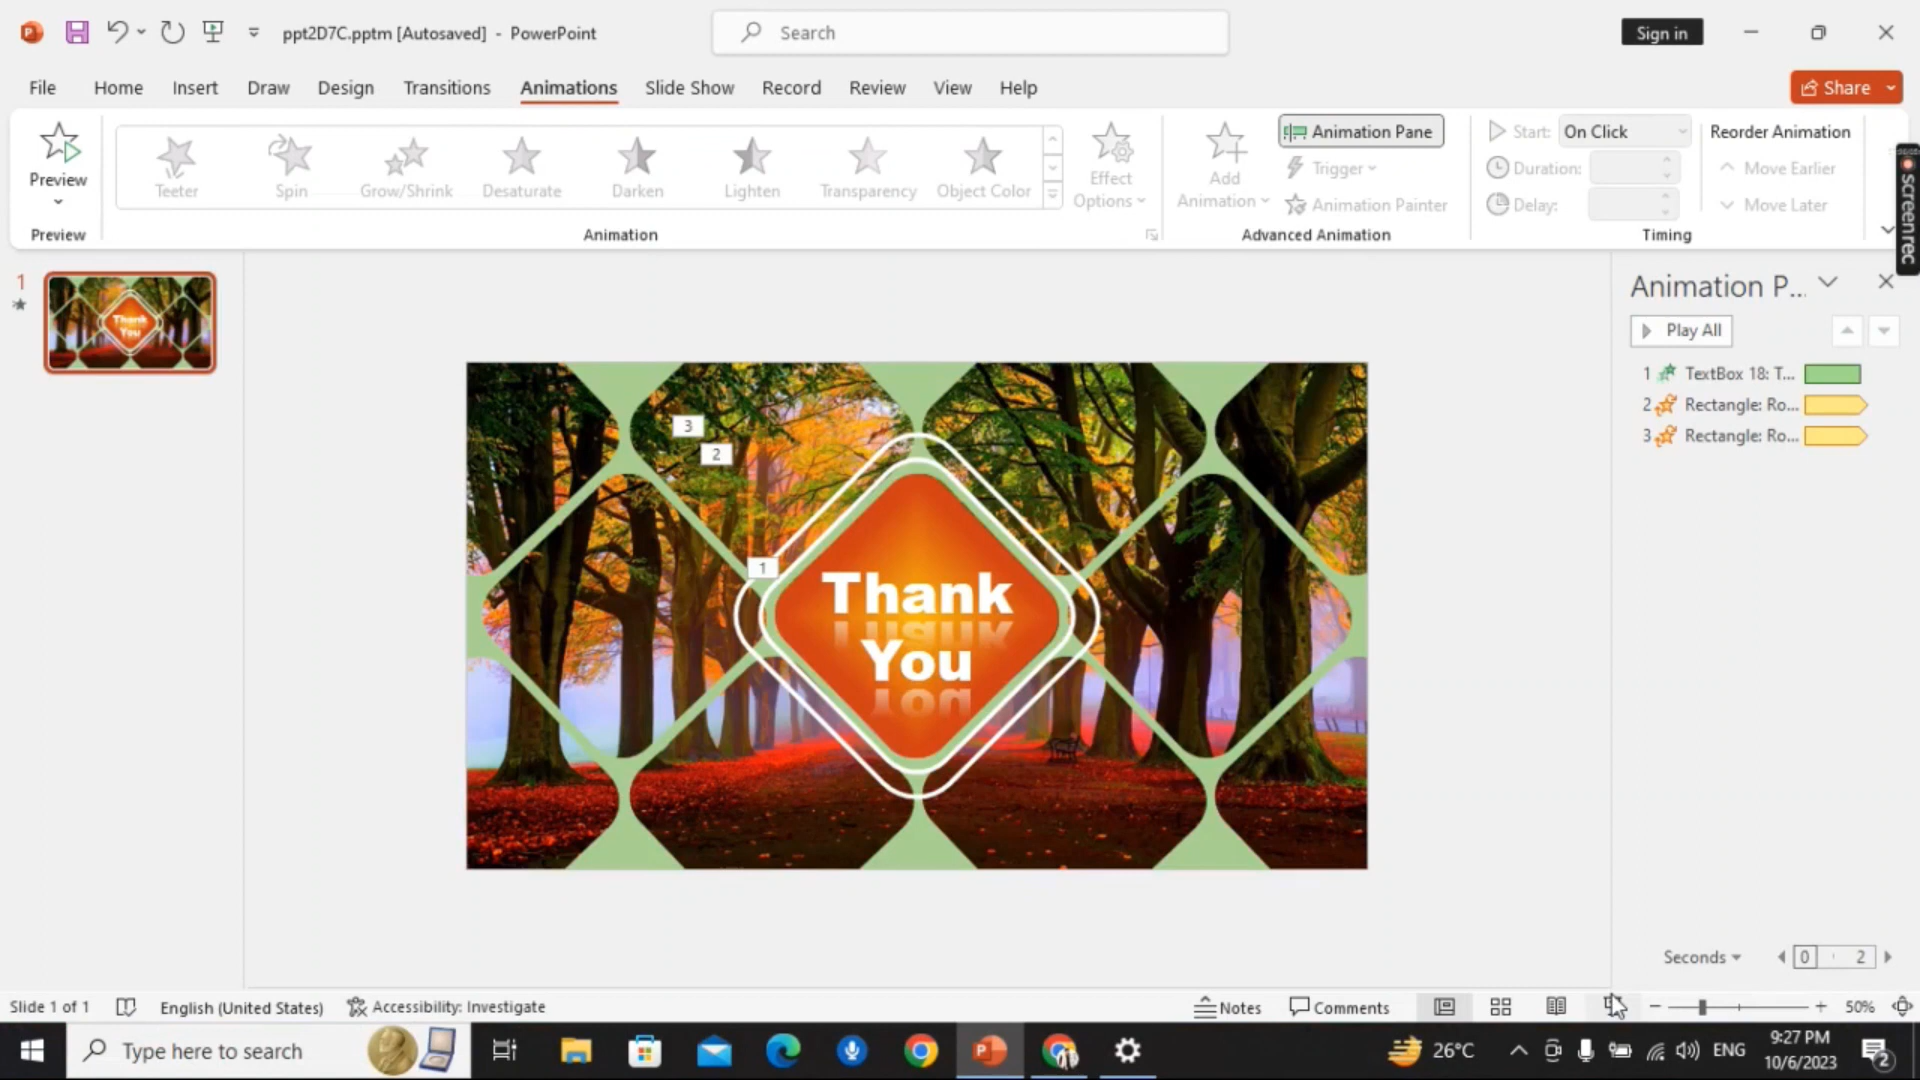 ppt2D7C.pptm [Autosaved] - PowerPoint
Search
Sign in
File Home Insert Draw Design Transitions Animations Slide Show Record Review View Help
Share
Preview
Teeter Spin Grow/Shrink Desaturate Darken Lighten Transparency Object Color
Effect Options
Add Animation
Animation Pane
Trigger
Animation Painter
Start: On Click
Duration:
Delay:
Reorder Animation
Move Earlier
Move Later
Preview Animation Advanced Animation Timing
screenrec
1
Thank
You
3
2
1
Thank
You
Animation P...
Play All
1 TextBox 18: T...
2 Rectangle: Ro...
3 Rectangle: Ro...
Seconds 0 2
Slide 1 of 1 English (United States) Accessibility: Investigate Notes Comments 50%
Type here to search
26°C ENG
9:27 PM
10/6/2023
2